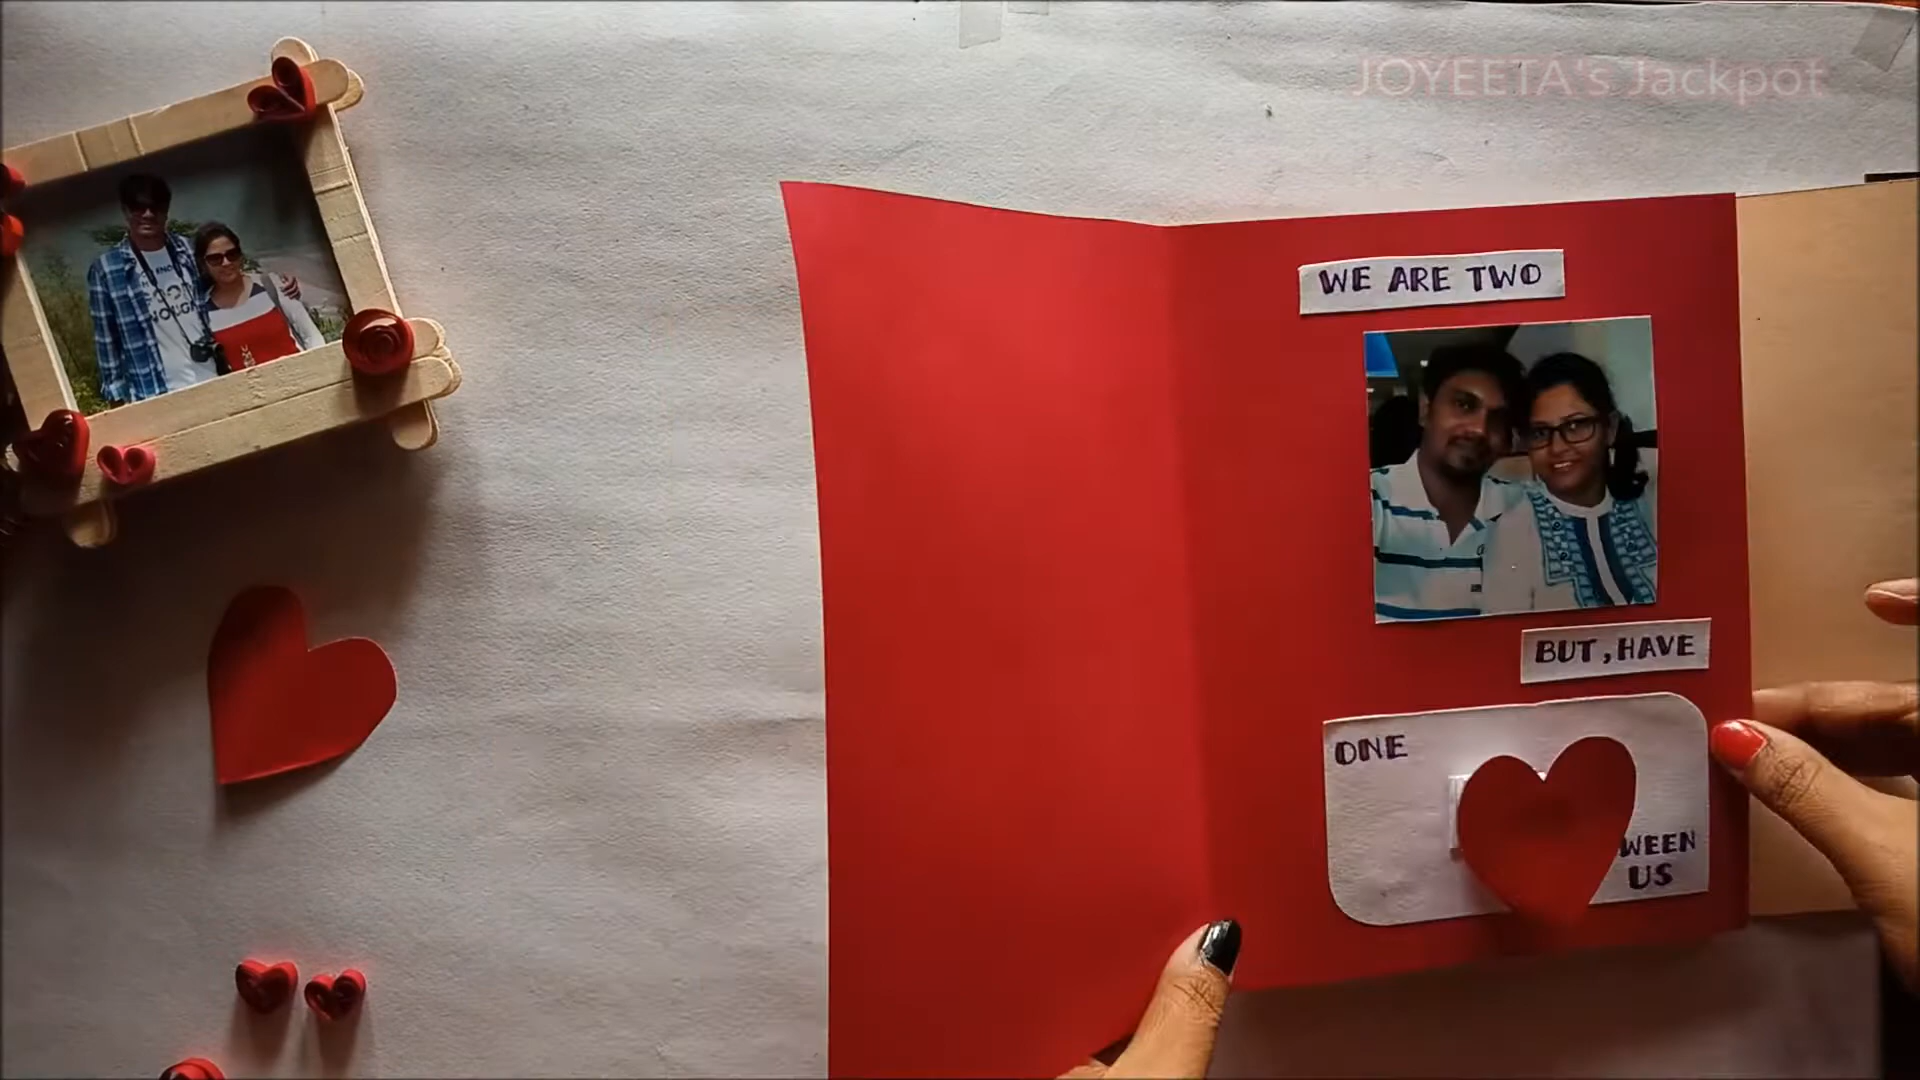 JOYEETA's Jackpot
WE ARE TWO
BUT, HAVE
ONE
WEEN
US